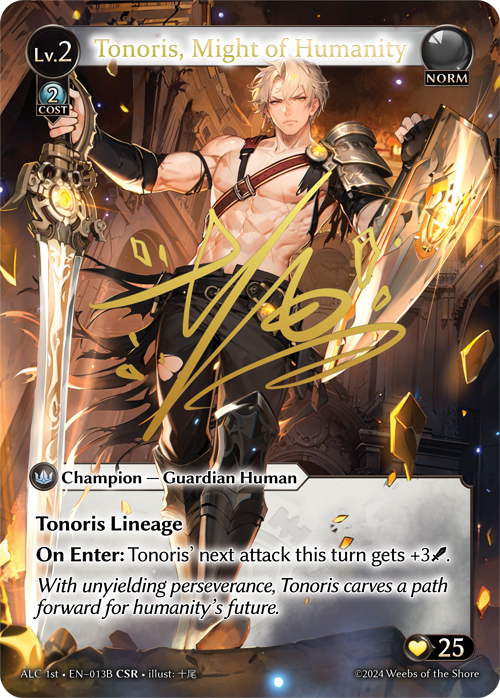 Lv.2
Tonoris, Might of Humanity
NORM
2
COST
Champion — Guardian Human
Tonoris Lineage
On Enter: Tonoris' next attack this turn gets +3.
With unyielding perseverance, Tonoris carves a path
forward for humanity's future.
25
ALC 1st • EN-013B CSR • illust: 十尾
©2024 Weebs of the Shore